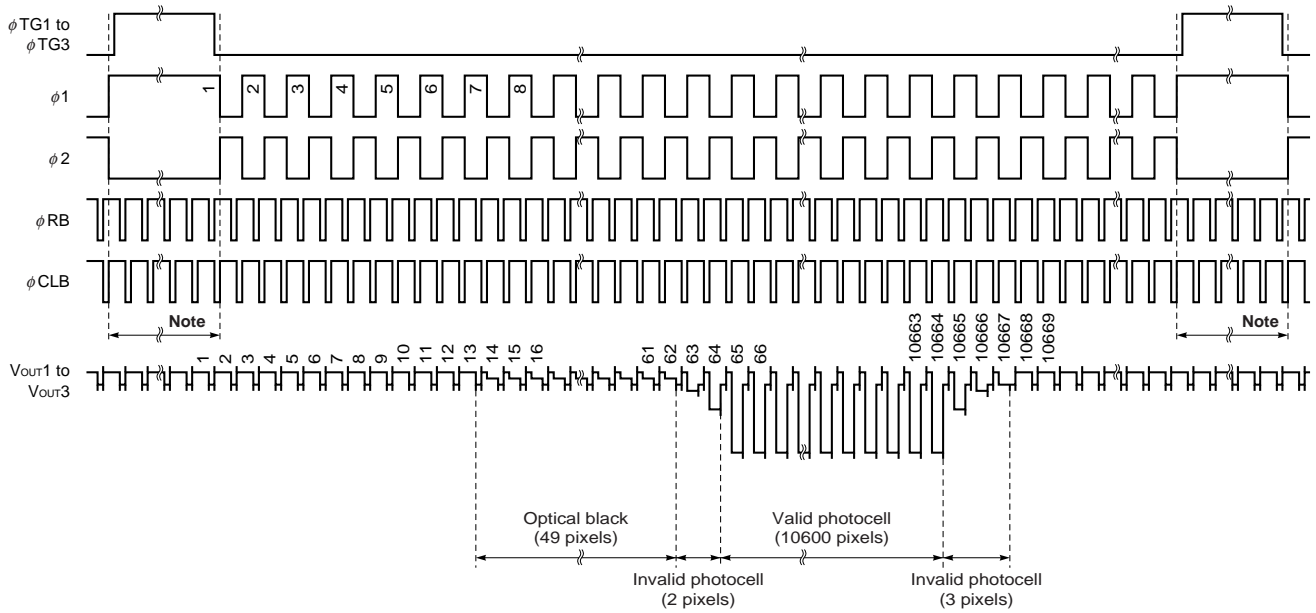 ϕTG1 to
ϕTG3
ϕ1
1 2 3 4 5 6 7 8
ϕ2
ϕRB
ϕCLB
Note
Note
VOUT1 to
VOUT3
1 2 3 4 5 6 7 8 9 10 11 12 13 14 15 16 61 62 63 64 65 66 10663 10664 10665 10666 10667 10668 10669
Optical black
(49 pixels)
Valid photocell
(10600 pixels)
Invalid photocell
(2 pixels)
Invalid photocell
(3 pixels)